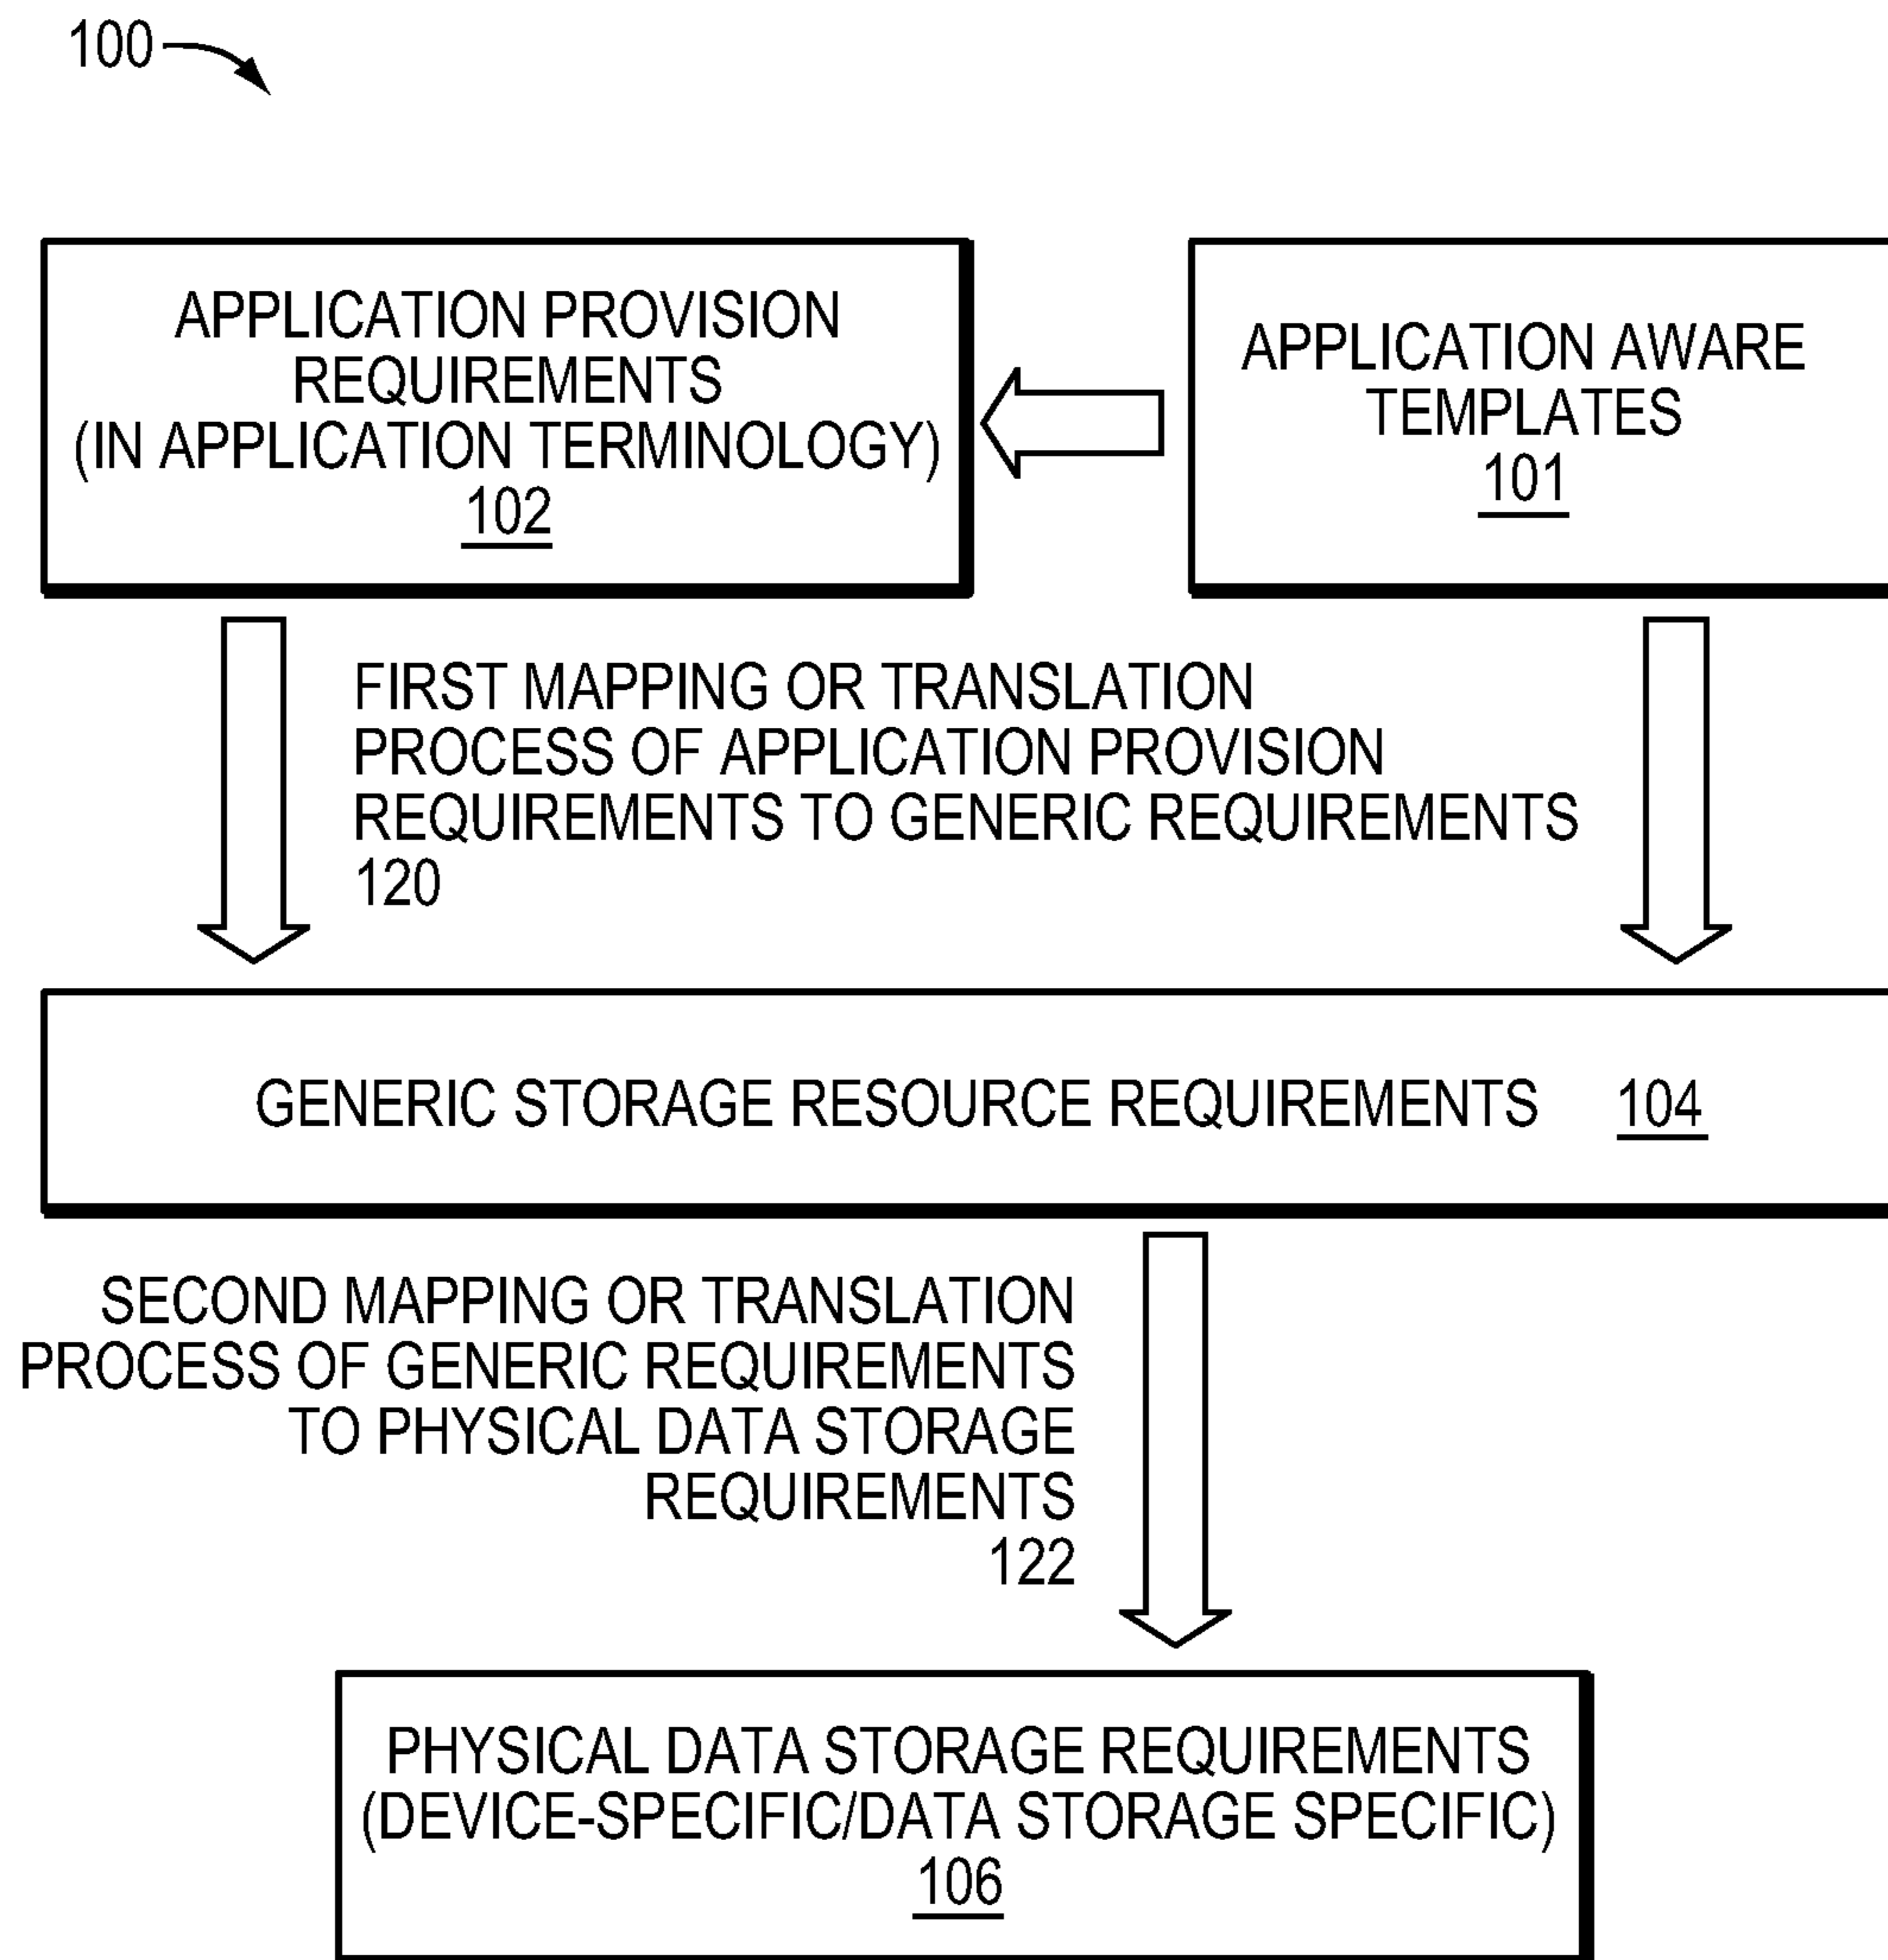 100
APPLICATION PROVISION
REQUIREMENTS
(IN APPLICATION TERMINOLOGY)
102
APPLICATION AWARE
TEMPLATES
101
FIRST MAPPING OR TRANSLATION
PROCESS OF APPLICATION PROVISION
REQUIREMENTS TO GENERIC REQUIREMENTS
120
GENERIC STORAGE RESOURCE REQUIREMENTS 104
SECOND MAPPING OR TRANSLATION
PROCESS OF GENERIC REQUIREMENTS
TO PHYSICAL DATA STORAGE
REQUIREMENTS
122
PHYSICAL DATA STORAGE REQUIREMENTS
(DEVICE-SPECIFIC/DATA STORAGE SPECIFIC)
106